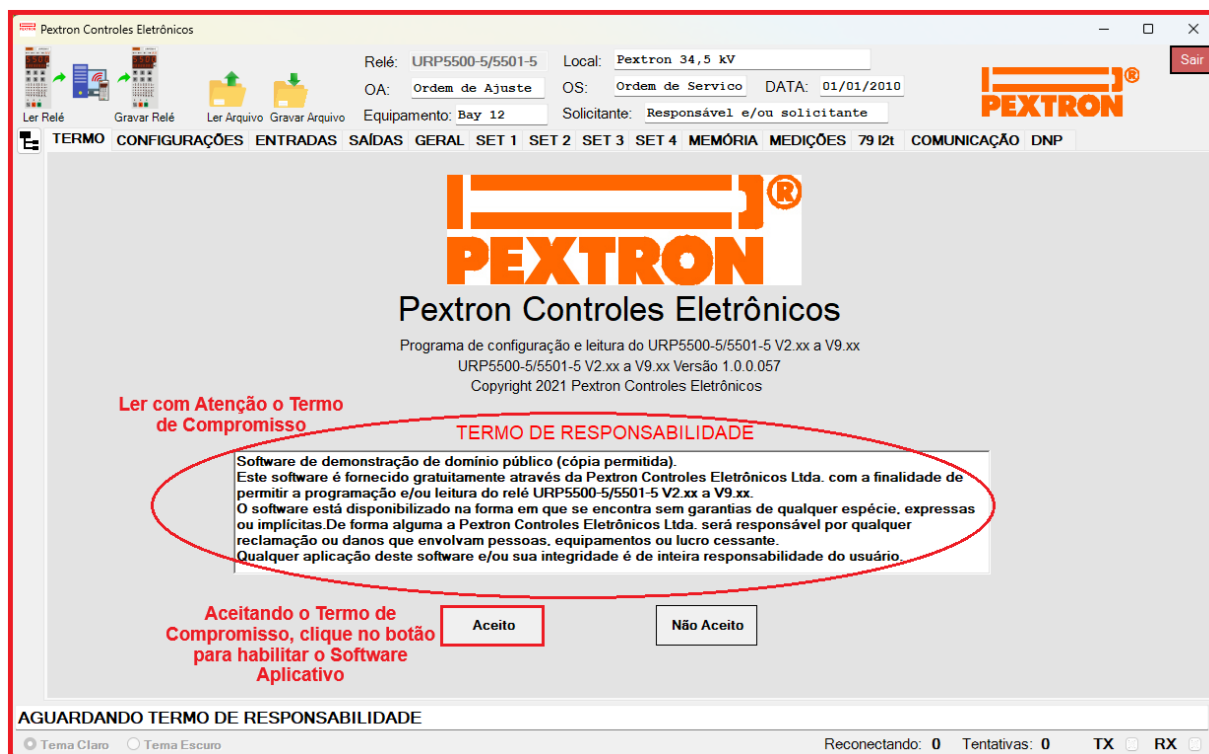 PEXTRON Pextron Controles Eletrônicos
Relé: URP5500-5/5501-5 Local: Pextron 34,5 kV Sair
OA: Ordem de Ajuste OS: Ordem de Servico DATA: 01/01/2010
Equipamento: Bay 12 Solicitante: Responsável e/ou solicitante
PEXTRON®
Ler Relé Gravar Relé Ler Arquivo Gravar Arquivo
TERMO CONFIGURAÇÕES ENTRADAS SAÍDAS GERAL SET 1 SET 2 SET 3 SET 4 MEMÓRIA MEDIÇÕES 79 I2t COMUNICAÇÃO DNP
PEXTRON®
Pextron Controles Eletrônicos
Programa de configuração e leitura do URP5500-5/5501-5 V2.xx a V9.xx
URP5500-5/5501-5 V2.xx a V9.xx Versão 1.0.0.057
Copyright 2021 Pextron Controles Eletrônicos
Ler com Atenção o Termo
de Compromisso
TERMO DE RESPONSABILIDADE
Software de demonstração de domínio público (cópia permitida).
Este software é fornecido gratuitamente através da Pextron Controles Eletrônicos Ltda. com a finalidade de
permitir a programação e/ou leitura do relé URP5500-5/5501-5 V2.xx a V9.xx.
O software está disponibilizado na forma em que se encontra sem garantias de qualquer espécie, expressas
ou implícitas.De forma alguma a Pextron Controles Eletrônicos Ltda. será responsável por qualquer
reclamação ou danos que envolvam pessoas, equipamentos ou lucro cessante.
Qualquer aplicação deste software e/ou sua integridade é de inteira responsabilidade do usuário.
Aceitando o Termo de
Compromisso, clique no botão
para habilitar o Software
Aplicativo
Aceito Não Aceito
AGUARDANDO TERMO DE RESPONSABILIDADE
Tema Claro Tema Escuro Reconectando: 0 Tentativas: 0 TX RX